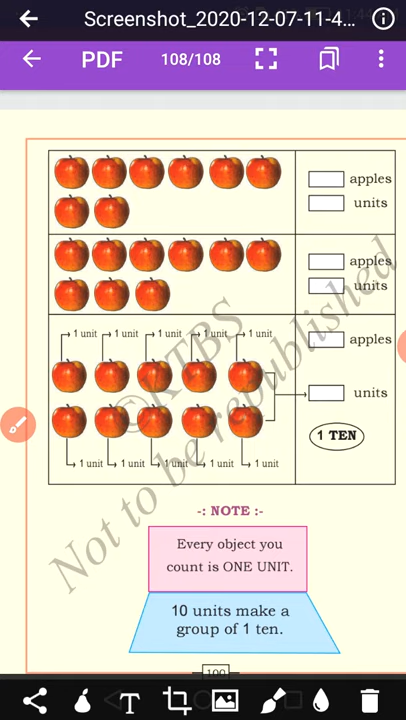 Screenshot_2020-12-07-11-4...
PDF 108/108
apples
units
apples
units
1 unit 1 unit 1 unit 1 unit 1 unit
apples
units
1 TEN
1 unit 1 unit 1 unit 1 unit 1 unit
©KTBS
Not to be republished
-: NOTE :-
Every object you
count is ONE UNIT.
10 units make a
group of 1 ten.
100
T